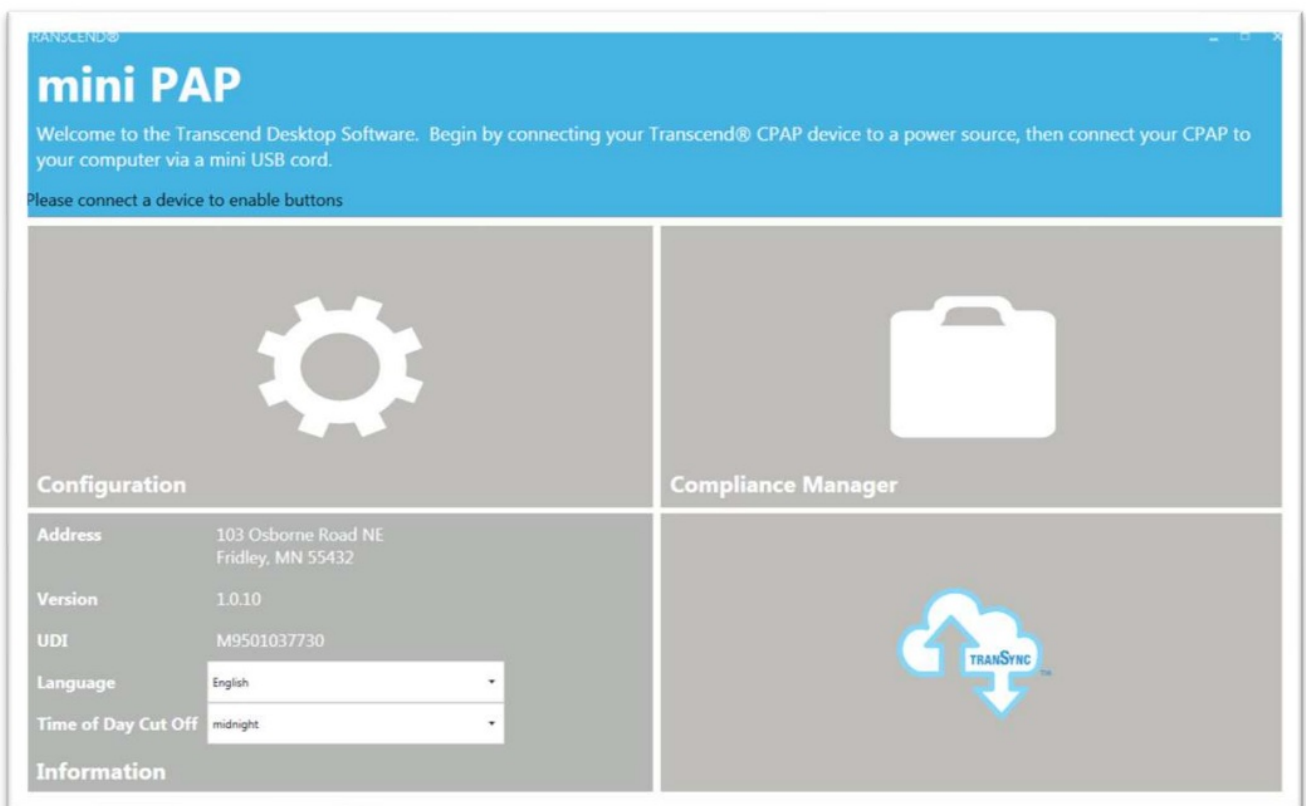 TRANSCEND®
mini PAP
Welcome to the Transcend Desktop Software. Begin by connecting your Transcend® CPAP device to a power source, then connect your CPAP to
your computer via a mini USB cord.
Please connect a device to enable buttons
Configuration
Compliance Manager
Address 103 Osborne Road NE
Fridley, MN 55432
Version 1.0.10
UDI M9501037730
Language English
Time of Day Cut Off midnight
Information
TRANSYNC™